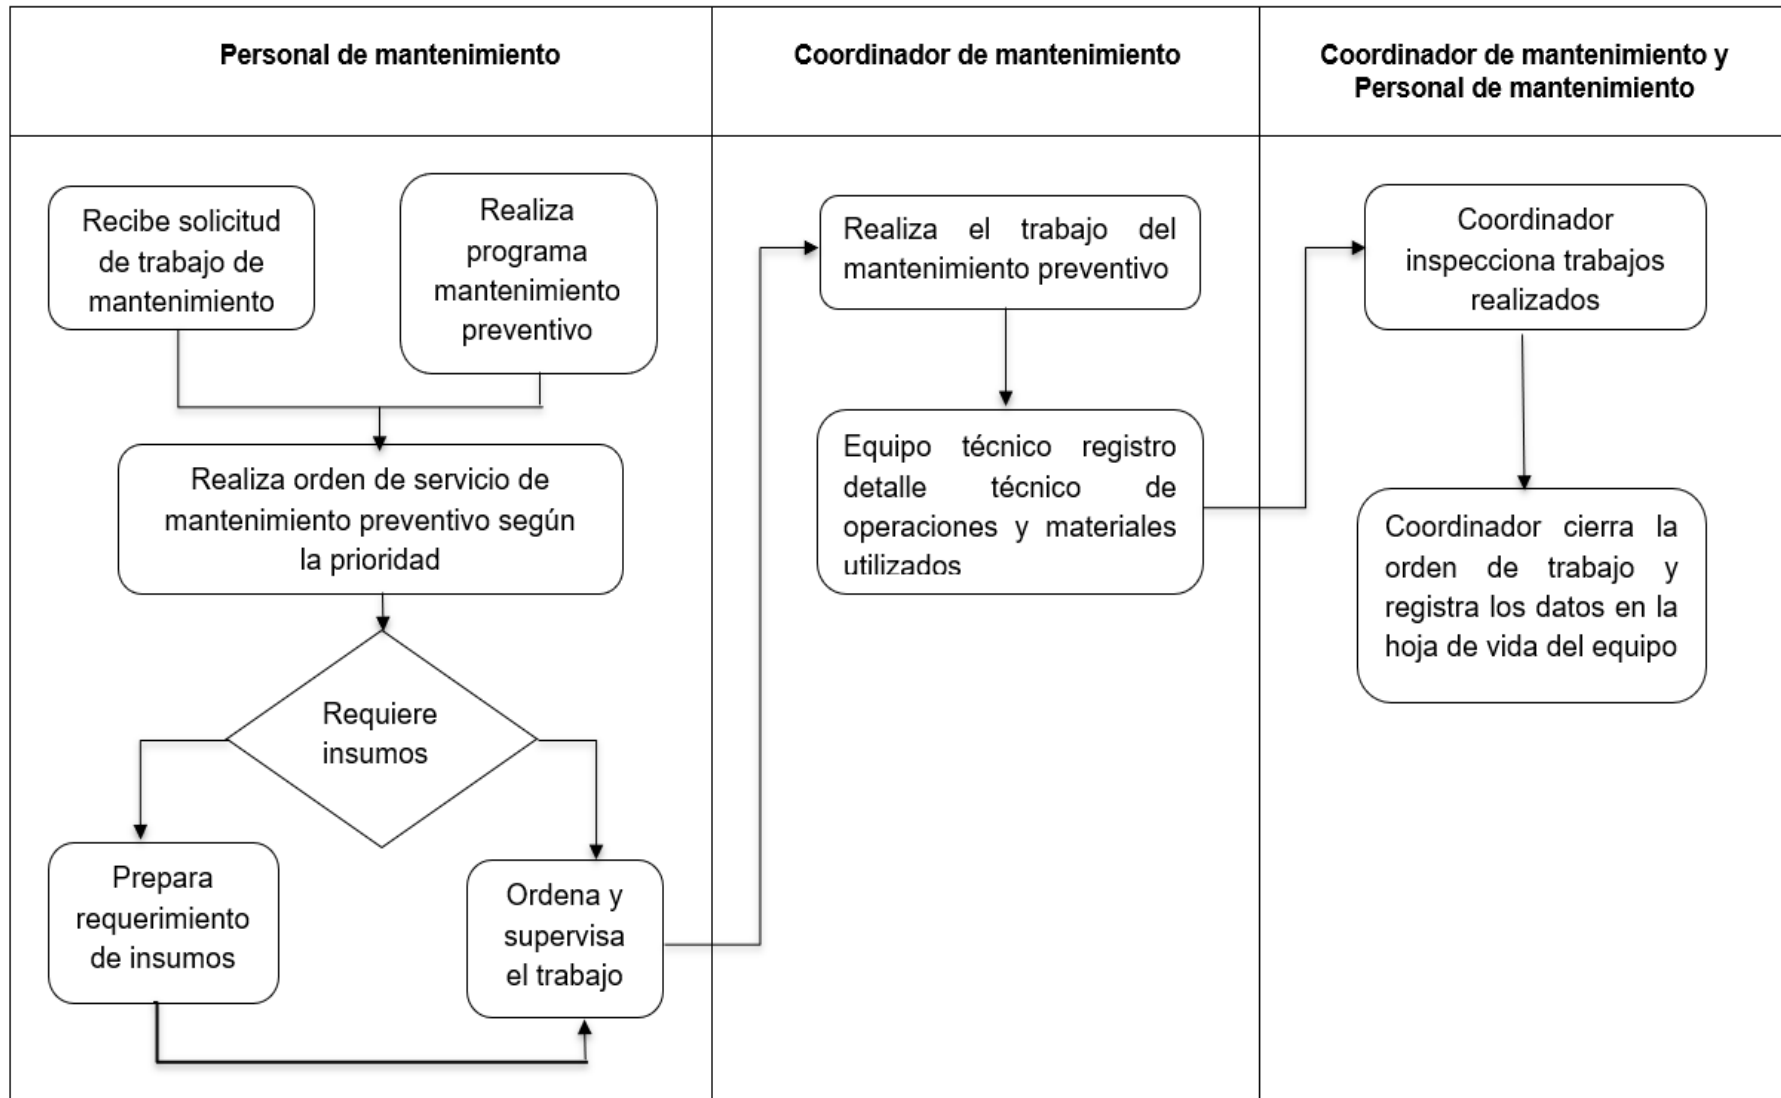 Personal de mantenimiento
Coordinador de mantenimiento
Coordinador de mantenimiento y
Personal de mantenimiento
Recibe solicitud
de trabajo de
mantenimiento
Realiza
programa
mantenimiento
preventivo
Realiza orden de servicio de
mantenimiento preventivo según
la prioridad
Requiere
insumos
Prepara
requerimiento
de insumos
Ordena y
supervisa
el trabajo
Realiza el trabajo del
mantenimiento preventivo
Equipo técnico registro
detalle técnico de
operaciones y materiales
utilizados
Coordinador
inspecciona trabajos
realizados
Coordinador cierra la
orden de trabajo y
registra los datos en la
hoja de vida del equipo